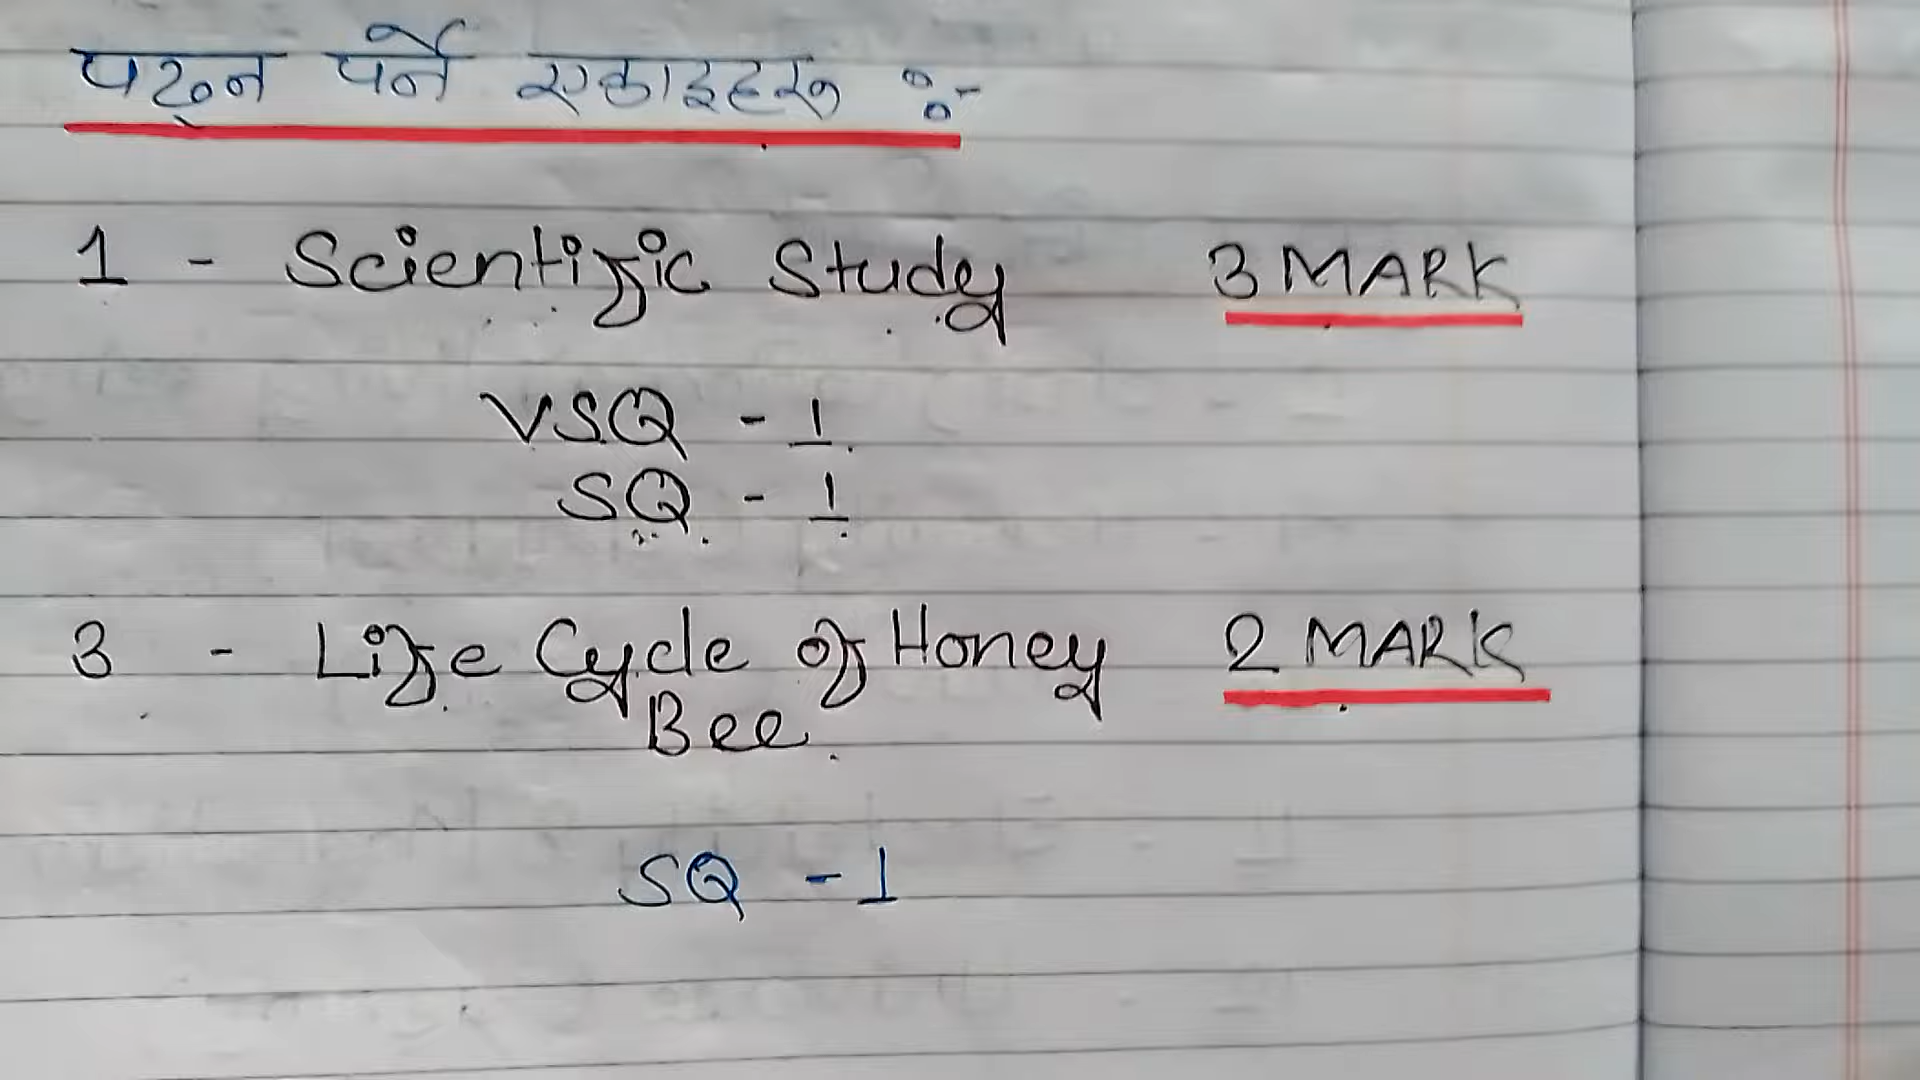 पढ्न पर्ने एकाइहरू :-
1 - Scientific Study 3 MARK
VSQ - 1
SQ - 1
3 - Life Cycle of Honey 2 MARK
Bee
SQ - 1